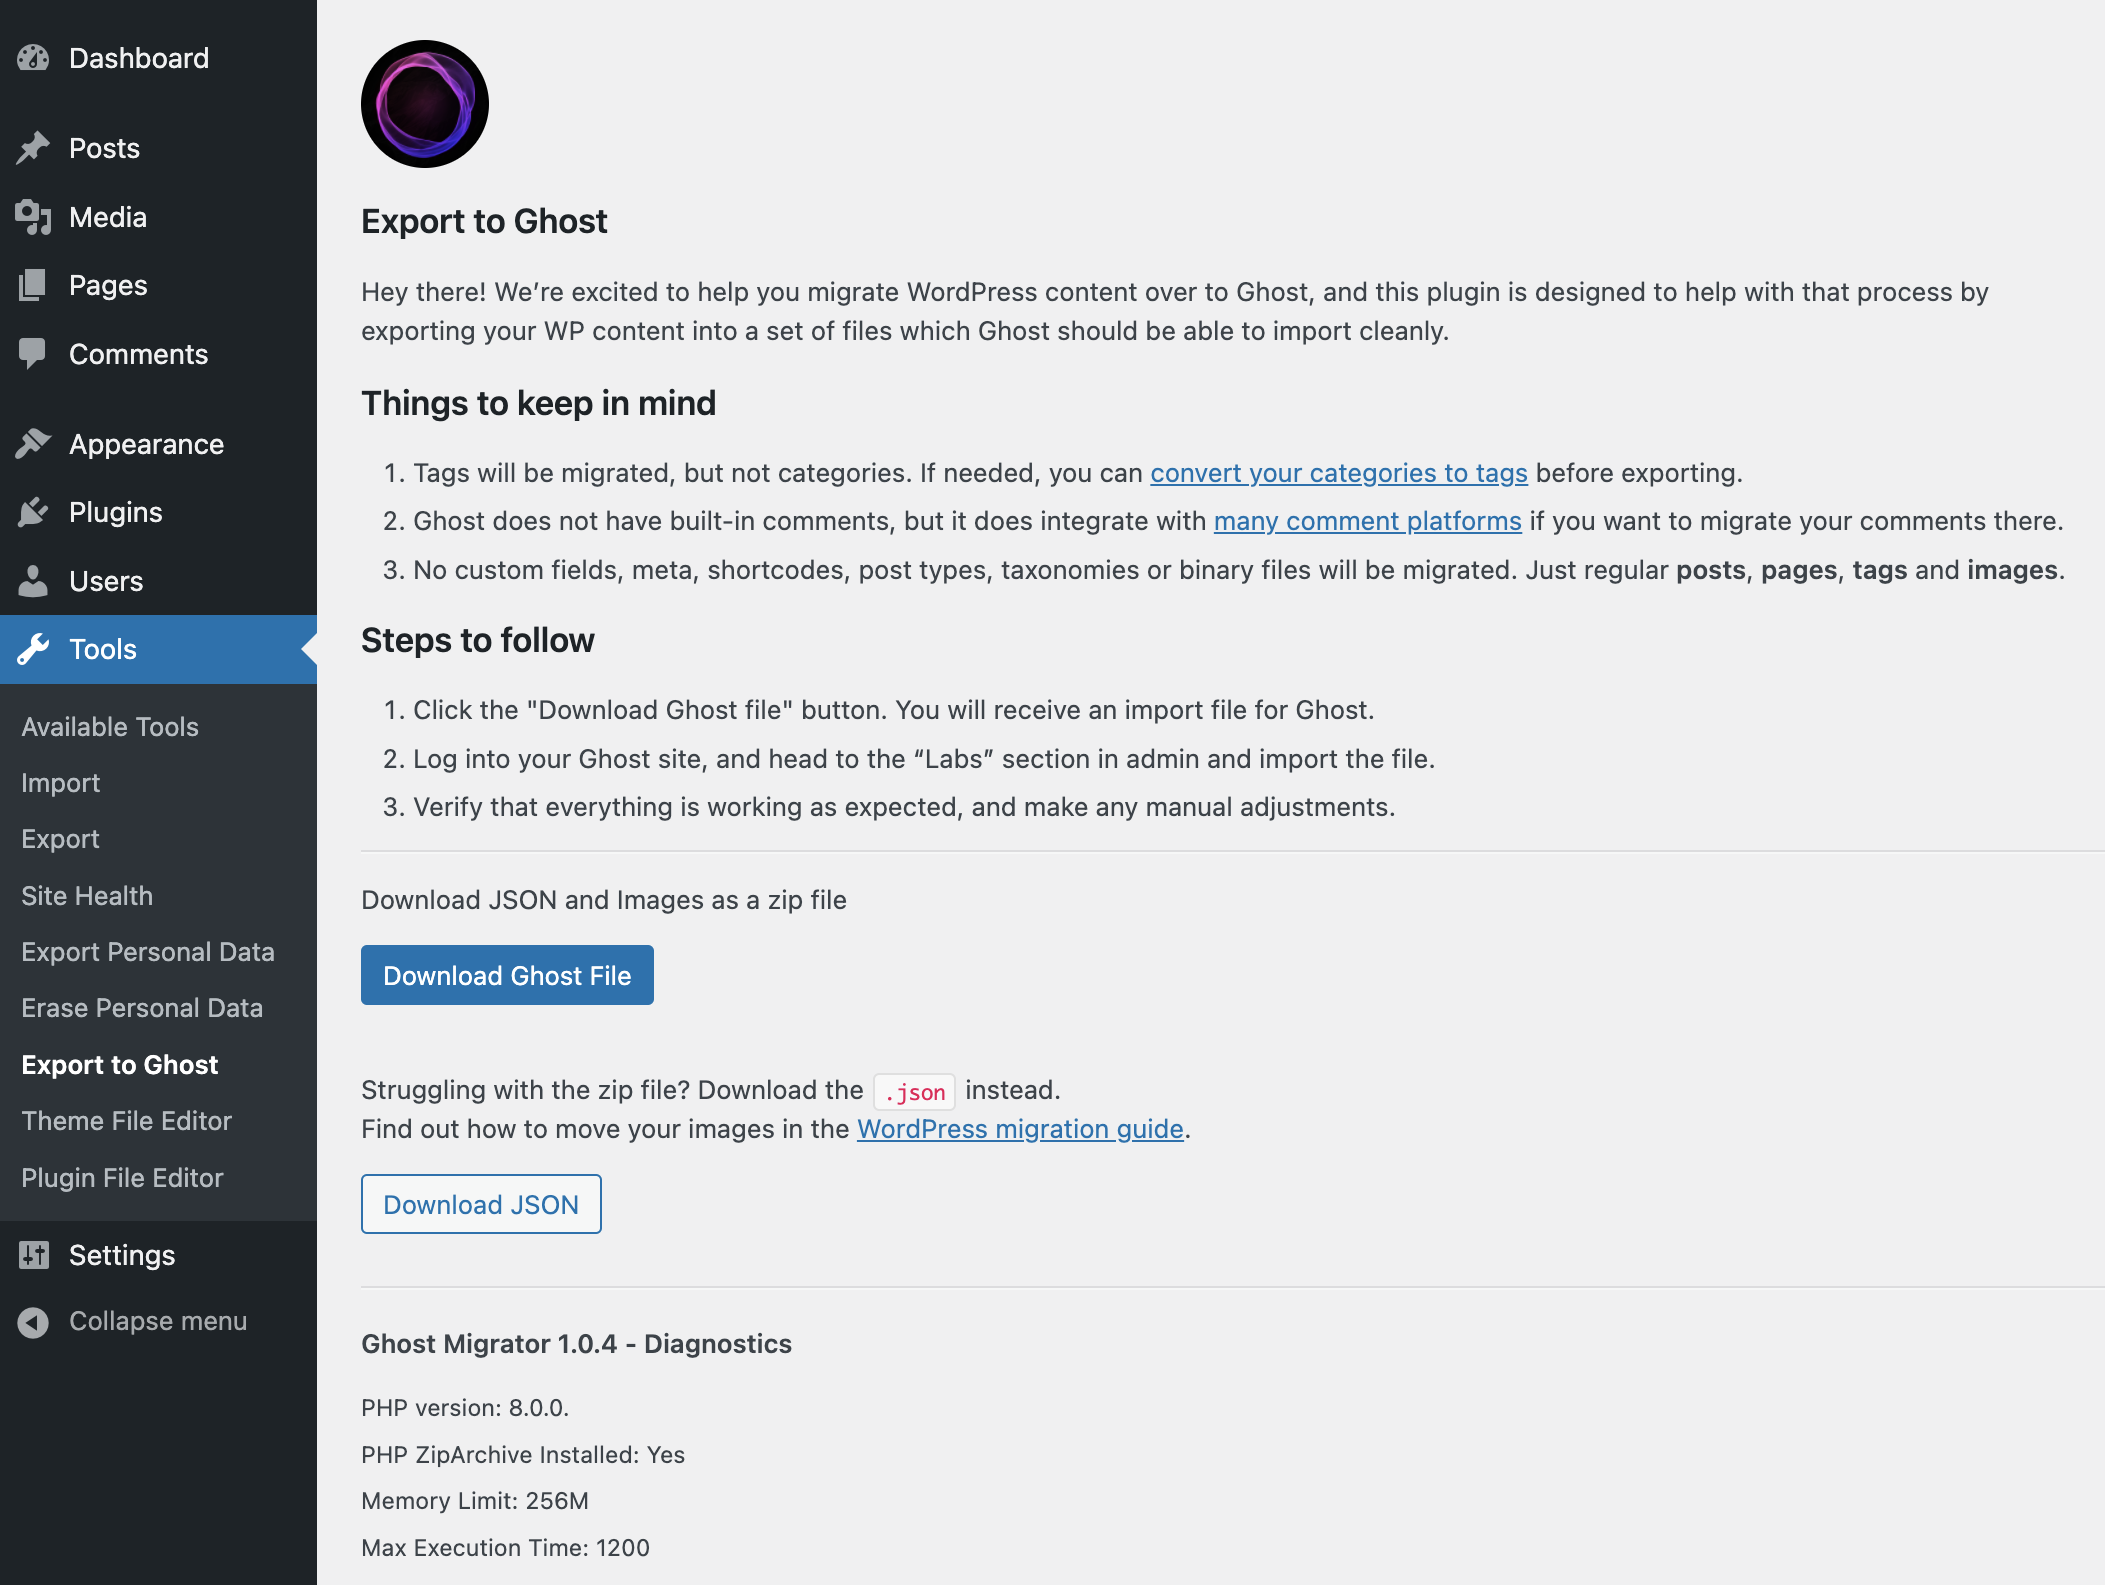 Dashboard
Posts
Media
Pages
Comments
Appearance
Plugins
Users
Tools
Available Tools
Import
Export
Site Health
Export Personal Data
Erase Personal Data
Export to Ghost
Theme File Editor
Plugin File Editor
Settings
Collapse menu
Export to Ghost
Hey there! We’re excited to help you migrate WordPress content over to Ghost, and this plugin is designed to help with that process by
exporting your WP content into a set of files which Ghost should be able to import cleanly.
Things to keep in mind
1. Tags will be migrated, but not categories. If needed, you can convert your categories to tags before exporting.
2. Ghost does not have built-in comments, but it does integrate with many comment platforms if you want to migrate your comments there.
3. No custom fields, meta, shortcodes, post types, taxonomies or binary files will be migrated. Just regular posts, pages, tags and images.
Steps to follow
1. Click the "Download Ghost file" button. You will receive an import file for Ghost.
2. Log into your Ghost site, and head to the “Labs” section in admin and import the file.
3. Verify that everything is working as expected, and make any manual adjustments.
Download JSON and Images as a zip file
Download Ghost File
Struggling with the zip file? Download the .json instead.
Find out how to move your images in the WordPress migration guide.
Download JSON
Ghost Migrator 1.0.4 - Diagnostics
PHP version: 8.0.0.
PHP ZipArchive Installed: Yes
Memory Limit: 256M
Max Execution Time: 1200